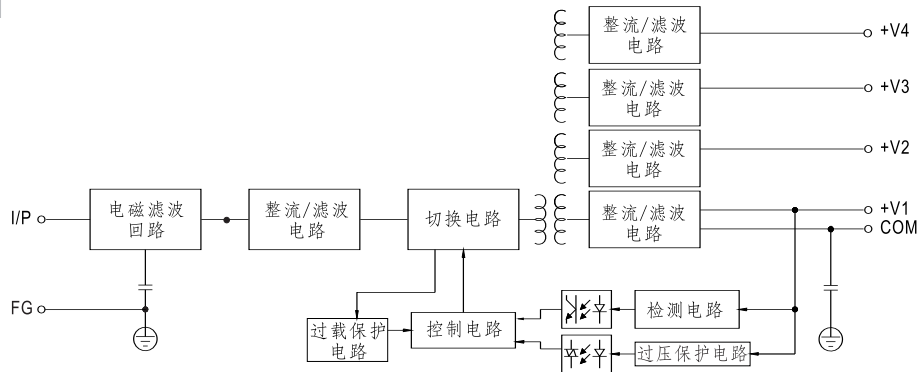 整流/滤波
电路
+V4
整流/滤波
电路
+V3
整流/滤波
电路
+V2
I/P
电磁滤波
回路
整流/滤波
电路
切换电路
整流/滤波
电路
+V1
COM
FG
过载保护
电路
控制电路
检测电路
过压保护电路